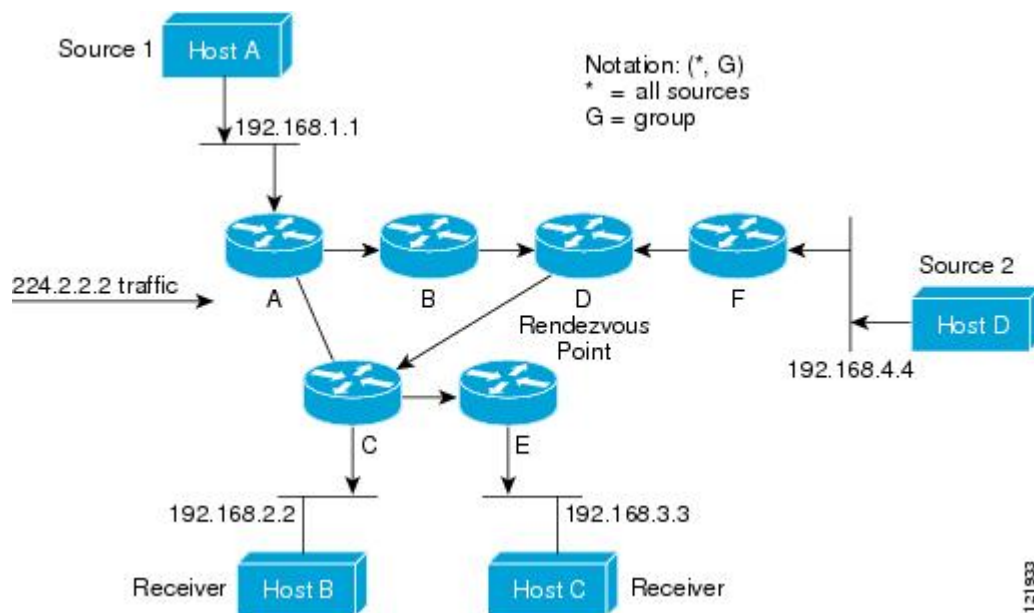 Source 1
Host A
Notation: (*, G)
* = all sources
G = group
192.168.1.1
224.2.2.2 traffic
A
B
D
F
Rendezvous
Point
Source 2
Host D
192.168.4.4
C
E
192.168.2.2
192.168.3.3
Receiver
Host B
Host C
Receiver
121933